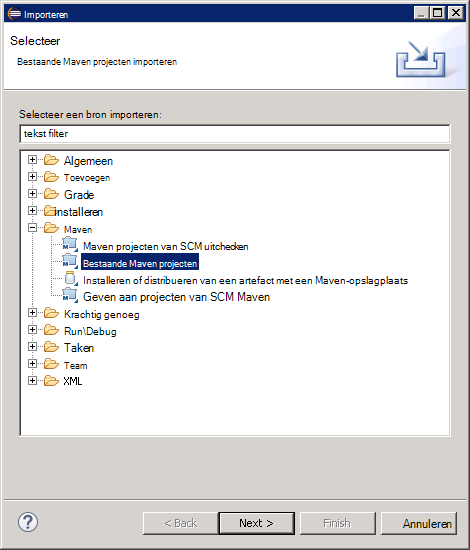 Importeren
Selecteer
Bestaande Maven projecten importeren
Selecteer een bron importeren:
tekst filter
Algemeen
Toevoegen
Grade
Installeren
Maven
Maven projecten van SCM uitchecken
Bestaande Maven projecten
Installeren of distribueren van een artefact met een Maven-opslagplaats
Geven aan projecten van SCM Maven
Krachtig genoeg
Run\Debug
Taken
Team
XML
< Back Next > Finish Annuleren